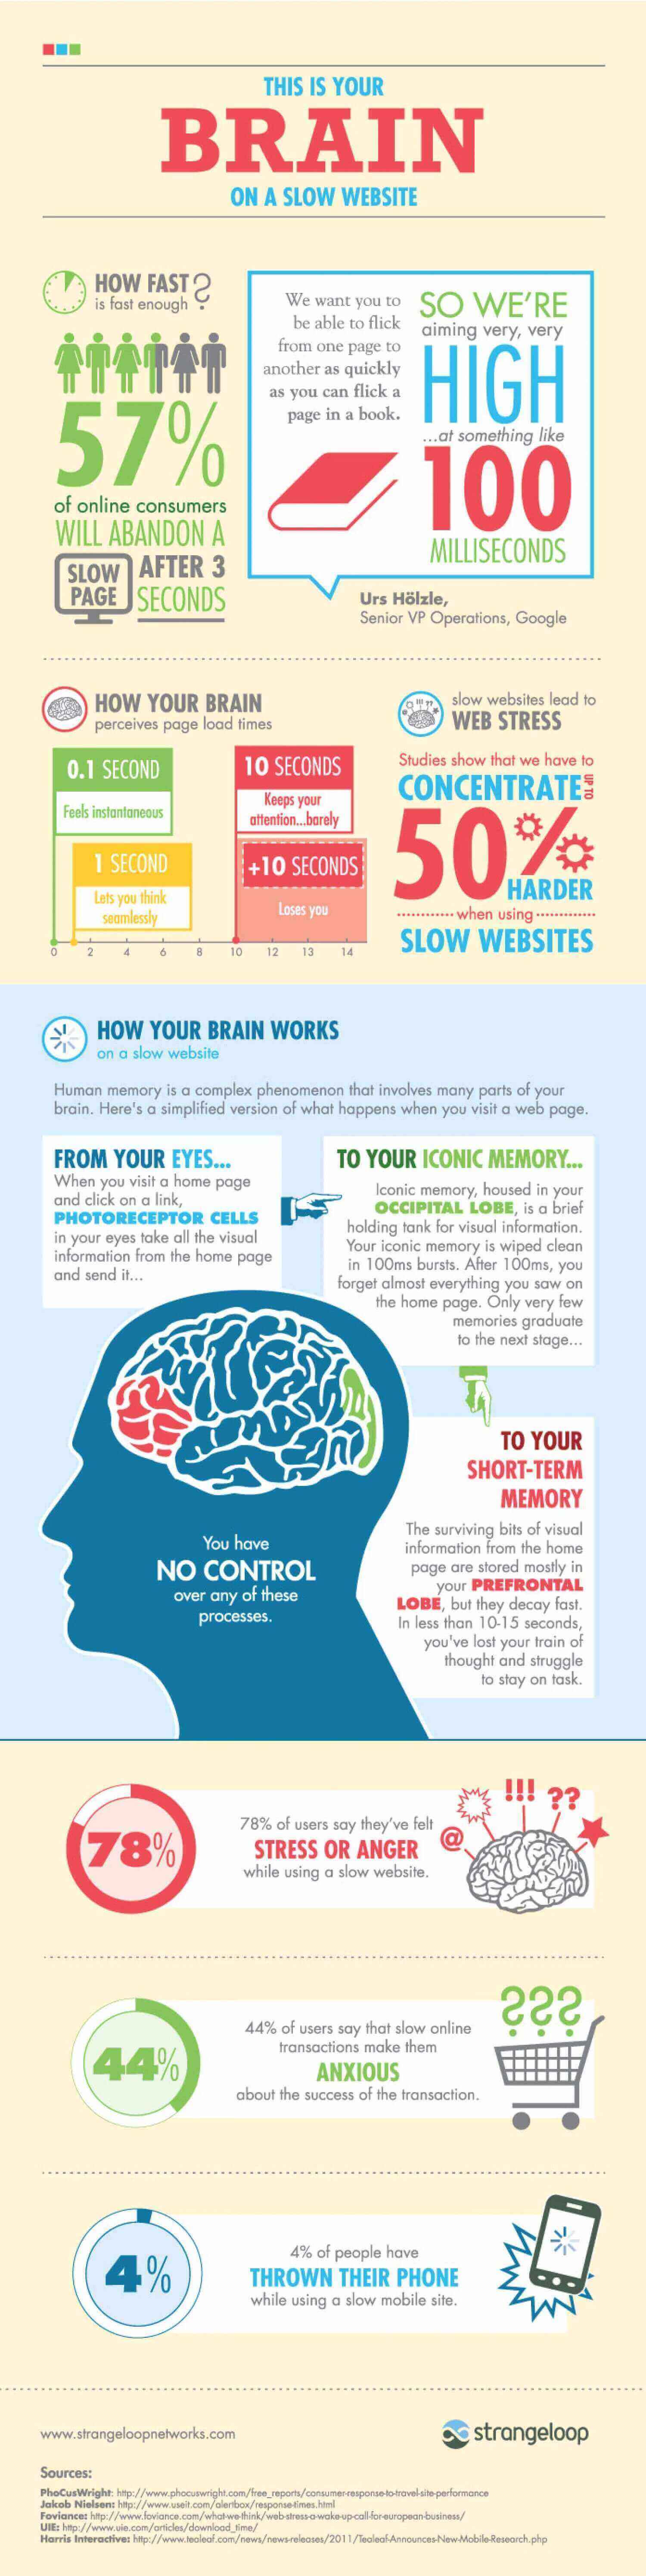 THIS IS YOUR
BRAIN
ON A SLOW WEBSITE
HOW FAST?
is fast enough
57%
of online consumers
WILL ABANDON A
SLOW PAGE AFTER 3
SECONDS
We want you to
be able to flick
from one page to
another as quickly
as you can flick a
page in a book.
SO WE'RE
aiming very, very
HIGH
...at something like
100
MILLISECONDS
Urs Hölzle,
Senior VP Operations, Google
HOW YOUR BRAIN
perceives page load times
0.1 SECOND
Feels instantaneous
10 SECONDS
Keeps your
attention...barely
1 SECOND
Lets you think
seamlessly
+10 SECONDS
Loses you
0 2 4 6 8 10 12 13 14
!!! ??
slow websites lead to
WEB STRESS
Studies show that we have to
CONCENTRATE UP TO
50%
HARDER
when using
SLOW WEBSITES
HOW YOUR BRAIN WORKS
on a slow website
Human memory is a complex phenomenon that involves many parts of your
brain. Here's a simplified version of what happens when you visit a web page.
FROM YOUR EYES...
When you visit a home page
and click on a link,
PHOTORECEPTOR CELLS
in your eyes take all the visual
information from the home page
and send it...
TO YOUR ICONIC MEMORY...
Iconic memory, housed in your
OCCIPITAL LOBE, is a brief
holding tank for visual information.
Your iconic memory is wiped clean
in 100ms bursts. After 100ms, you
forget almost everything you saw on
the home page. Only very few
memories graduate
to the next stage...
TO YOUR
SHORT-TERM
MEMORY
The surviving bits of visual
information from the home
page are stored mostly in
your PREFRONTAL
LOBE, but they decay fast.
In less than 10-15 seconds,
you've lost your train of
thought and struggle
to stay on task.
You have
NO CONTROL
over any of these
processes.
78%
78% of users say they've felt
STRESS OR ANGER
while using a slow website.
@ !!! ??
44%
44% of users say that slow online
transactions make them
ANXIOUS
about the success of the transaction.
???
4%
4% of people have
THROWN THEIR PHONE
while using a slow mobile site.
www.strangeloopnetworks.com
strangeloop
Sources:
PhoCusWright: http://www.phocuswright.com/free_reports/consumer-response-to-travel-site-performance
Jakob Nielsen: http://www.useit.com/alertbox/response-times.html
Foviance: http://www.foviance.com/what-we-think/web-stress-a-wake-up-call-for-european-business/
UIE: http://www.uie.com/articles/download_time/
Harris Interactive: http://www.tealeaf.com/news/news-releases/2011/Tealeaf-Announces-New-Mobile-Research.php